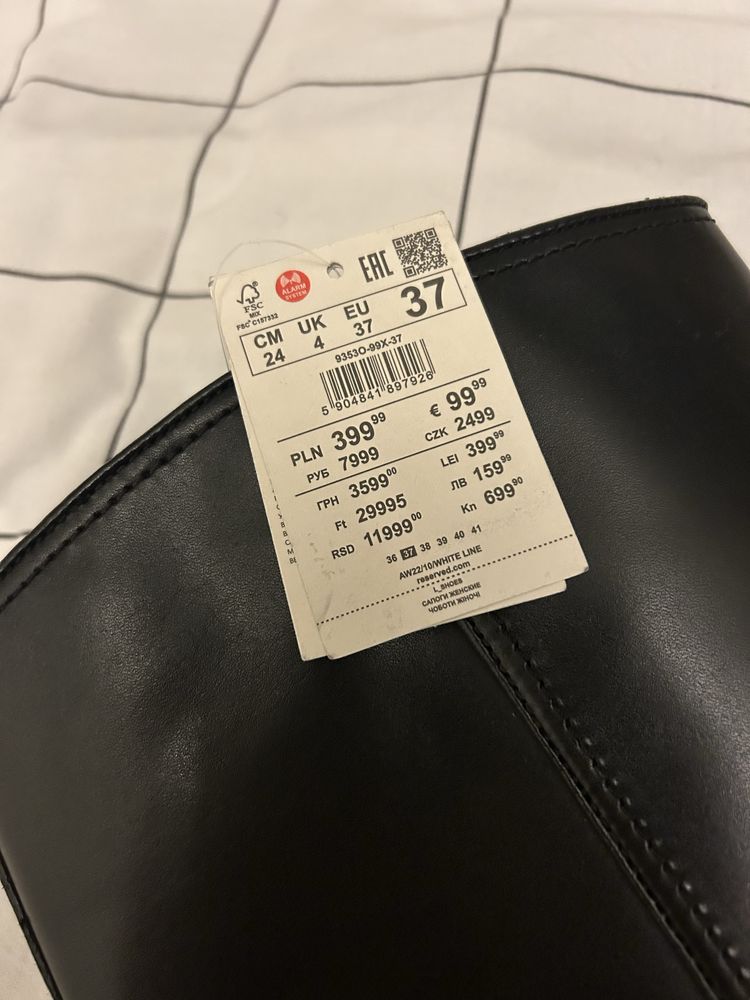 FSC
MIX
FSC® C157332
ALARM
SYSTEM
EAC
CM UK EU 37
24 4 37
9353O-99X-37
5 904841 897926
PLN 399⁹⁹ € 99⁹⁹
РУБ 7999 CZK 2499
ГРН 3599⁰⁰ LEI 399⁹⁹
Ft 29995 ЛВ 159⁹⁹
RSD 11999⁰⁰ Kn 699⁹⁰
36 37 38 39 40 41
AW22/10/WHITE LINE
reserved.com
L_SHOES
САПОГИ ЖЕНСКИЕ
ЧОБОТИ ЖІНОЧІ